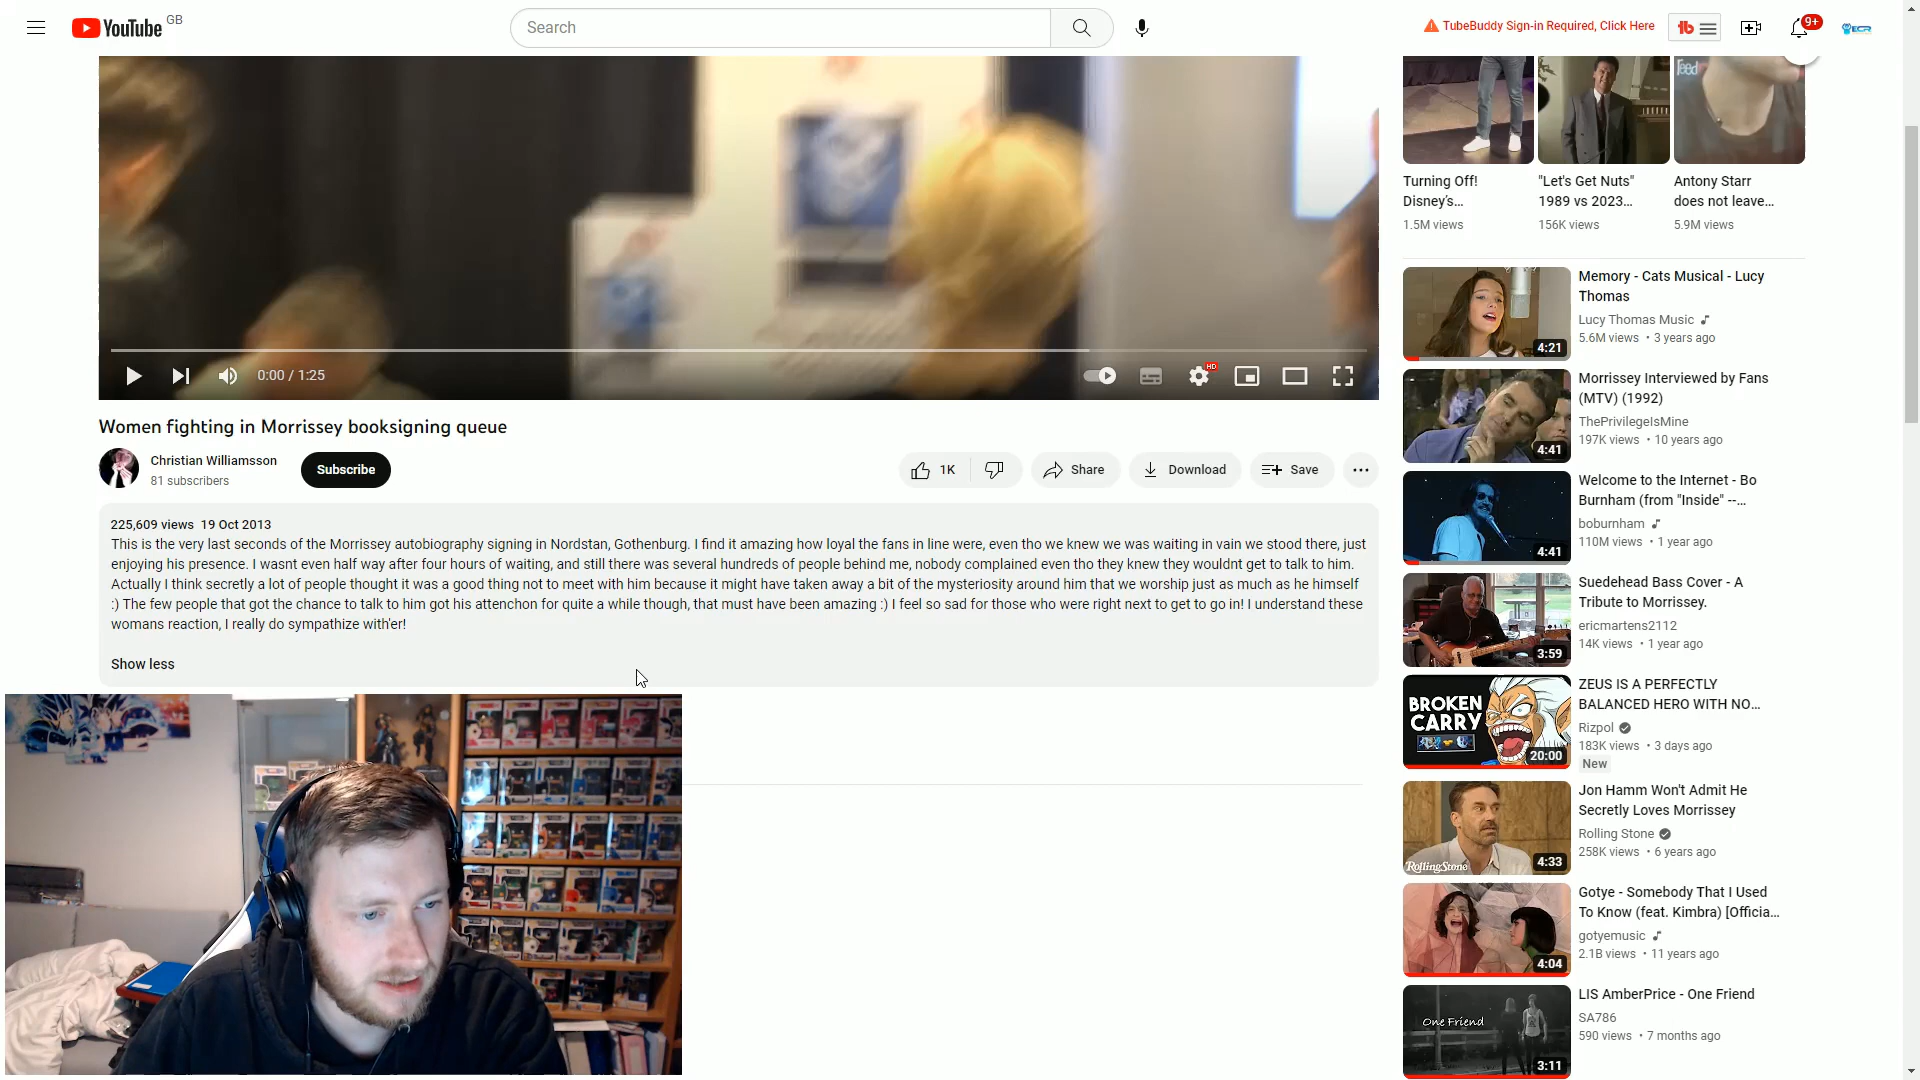 YouTube GB
Search
TubeBuddy Sign-in Required, Click Here
tb
9+
ECR
feed
Turning Off!
Disney's...
1.5M views
"Let's Get Nuts"
1989 vs 2023...
156K views
Antony Starr
does not leave...
5.9M views
0:00 / 1:25
HD
Women fighting in Morrissey booksigning queue
Christian Williamsson
81 subscribers
Subscribe
1K
Share
Download
Save
225,609 views 19 Oct 2013
This is the very last seconds of the Morrissey autobiography signing in Nordstan, Gothenburg. I find it amazing how loyal the fans in line were, even tho we knew we was waiting in vain we stood there, just
enjoying his presence. I wasnt even half way after four hours of waiting, and still there was several hundreds of people behind me, nobody complained even tho they knew they wouldnt get to talk to him.
Actually I think secretly a lot of people thought it was a good thing not to meet with him because it might have taken away a bit of the mysteriosity around him that we worship just as much as he himself
:) The few people that got the chance to talk to him got his attenchon for quite a while though, that must have been amazing :) I feel so sad for those who were right next to get to go in! I understand these
womans reaction, I really do sympathize with'er!
Show less
Memory - Cats Musical - Lucy
Thomas
Lucy Thomas Music
5.6M views • 3 years ago
4:21
Morrissey Interviewed by Fans
(MTV) (1992)
ThePrivilegeIsMine
197K views • 10 years ago
4:41
Welcome to the Internet - Bo
Burnham (from "Inside" --...
boburnham
110M views • 1 year ago
4:41
Suedehead Bass Cover - A
Tribute to Morrissey.
ericmartens2112
14K views • 1 year ago
3:59
BROKEN
CARRY
20:00
ZEUS IS A PERFECTLY
BALANCED HERO WITH NO...
Rizpol
183K views • 3 days ago
New
Jon Hamm Won't Admit He
Secretly Loves Morrissey
Rolling Stone
258K views • 6 years ago
RollingStone
4:33
Gotye - Somebody That I Used
To Know (feat. Kimbra) [Officia...
gotyemusic
2.1B views • 11 years ago
4:04
LIS AmberPrice - One Friend
SA786
590 views • 7 months ago
One Friend
3:11